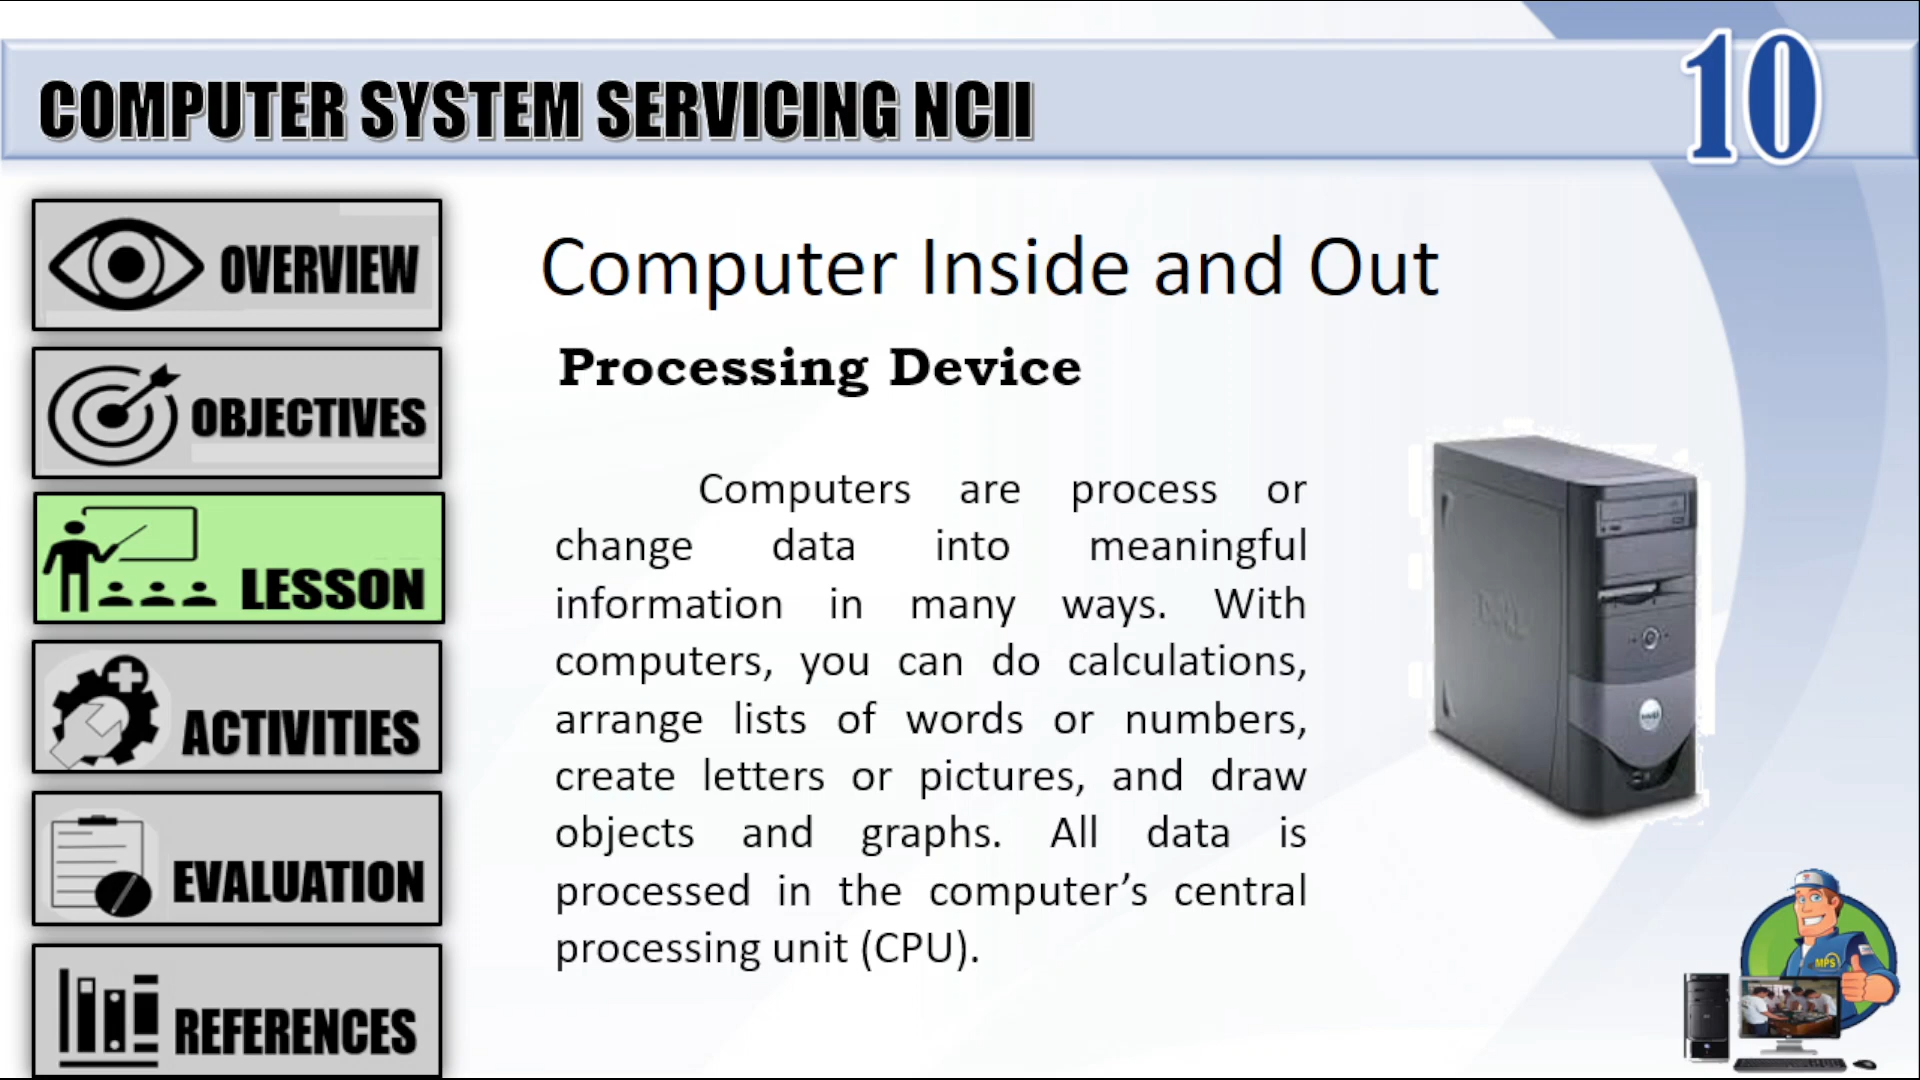 COMPUTER SYSTEM SERVICING NCII
10
OVERVIEW
OBJECTIVES
LESSON
ACTIVITIES
EVALUATION
REFERENCES
Computer Inside and Out
Processing Device
Computers are process or
change data into meaningful
information in many ways. With
computers, you can do calculations,
arrange lists of words or numbers,
create letters or pictures, and draw
objects and graphs. All data is
processed in the computer’s central
processing unit (CPU).
DELL
MPS